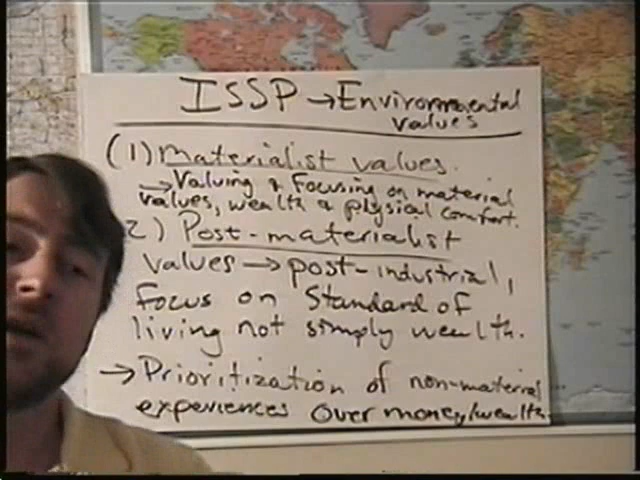 ISSP → Environmental
values
(1) Materialist values.
→ Valuing & Focusing on material
values, wealth & physical comfort.
2) Post-materialist
values → post-industrial,
Focus on Standard of
living not simply wealth.
→ Prioritization of non-material
experiences over money/wealth.